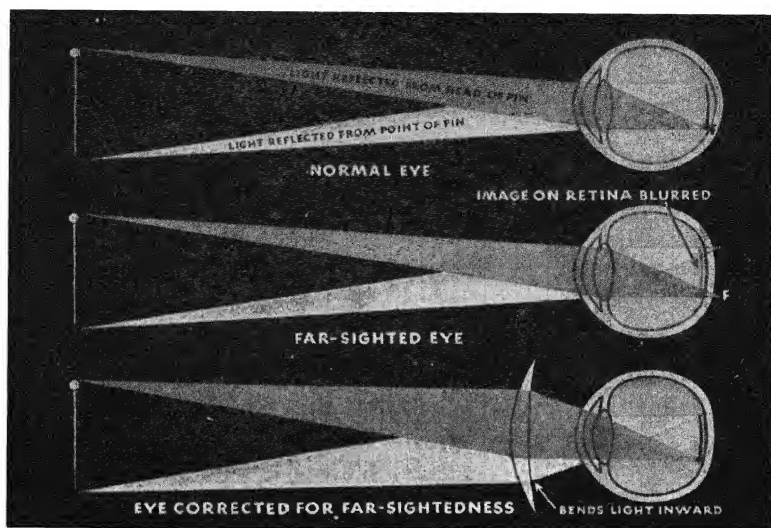 LIGHT REFLECTED FROM HEAD OF PIN
LIGHT REFLECTED FROM POINT OF PIN
NORMAL EYE
IMAGE ON RETINA BLURRED
F
FAR-SIGHTED EYE
EYE CORRECTED FOR FAR-SIGHTEDNESS
BENDS LIGHT INWARD